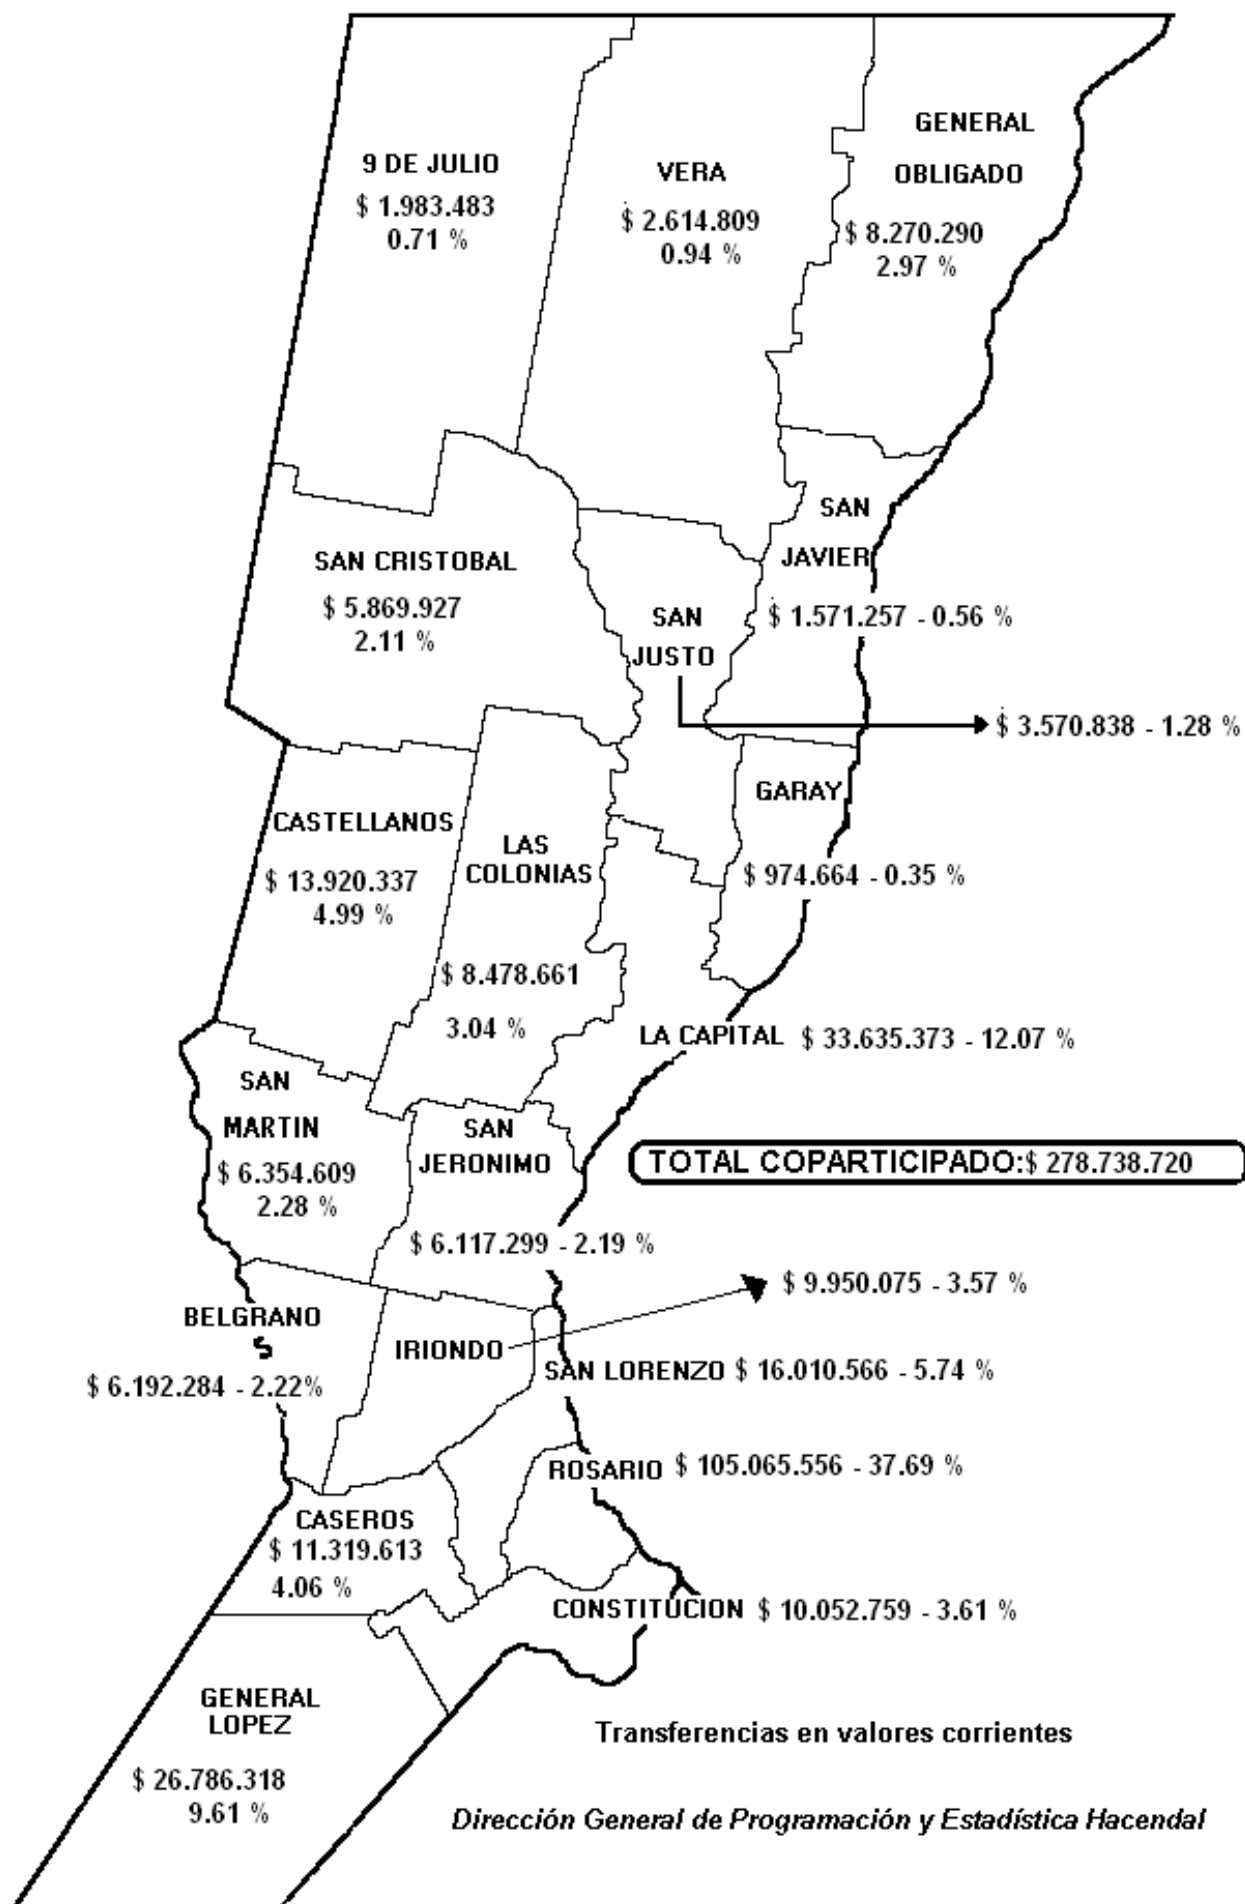 9 DE JULIO
$ 1.983.483
0.71 %
VERA
$ 2.614.809
0.94 %
GENERAL
OBLIGADO
$ 8.270.290
2.97 %
SAN CRISTOBAL
$ 5.869.927
2.11 %
SAN
JAVIER
$ 1.571.257 - 0.56 %
SAN
JUSTO
$ 3.570.838 - 1.28 %
GARAY
$ 974.664 - 0.35 %
CASTELLANOS
$ 13.920.337
4.99 %
LAS
COLONIAS
$ 8.478.661
3.04 %
LA CAPITAL $ 33.635.373 - 12.07 %
SAN
MARTIN
$ 6.354.609
2.28 %
SAN
JERONIMO
$ 6.117.299 - 2.19 %
TOTAL COPARTICIPADO:$ 278.738.720
$ 9.950.075 - 3.57 %
BELGRANO
IRIONDO
$ 6.192.284 - 2.22%
SAN LORENZO $ 16.010.566 - 5.74 %
ROSARIO $ 105.065.556 - 37.69 %
CASEROS
$ 11.319.613
4.06 %
CONSTITUCION $ 10.052.759 - 3.61 %
GENERAL
LOPEZ
$ 26.786.318
9.61 %
Transferencias en valores corrientes
Dirección General de Programación y Estadística Hacendal